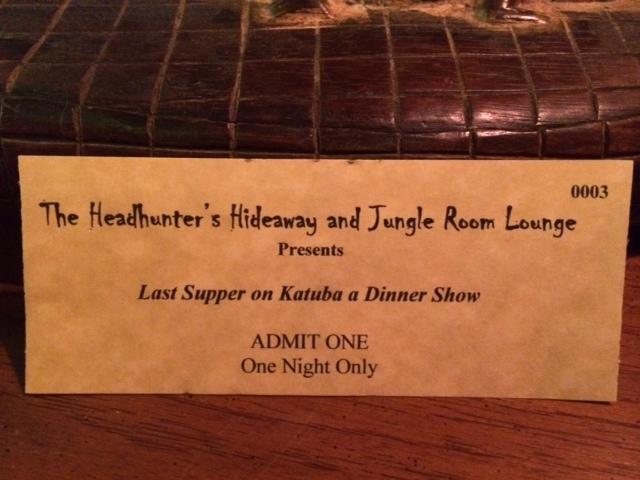 0003
The Headhunter's Hideaway and Jungle Room Lounge
Presents
Last Supper on Katuba a Dinner Show
ADMIT ONE
One Night Only